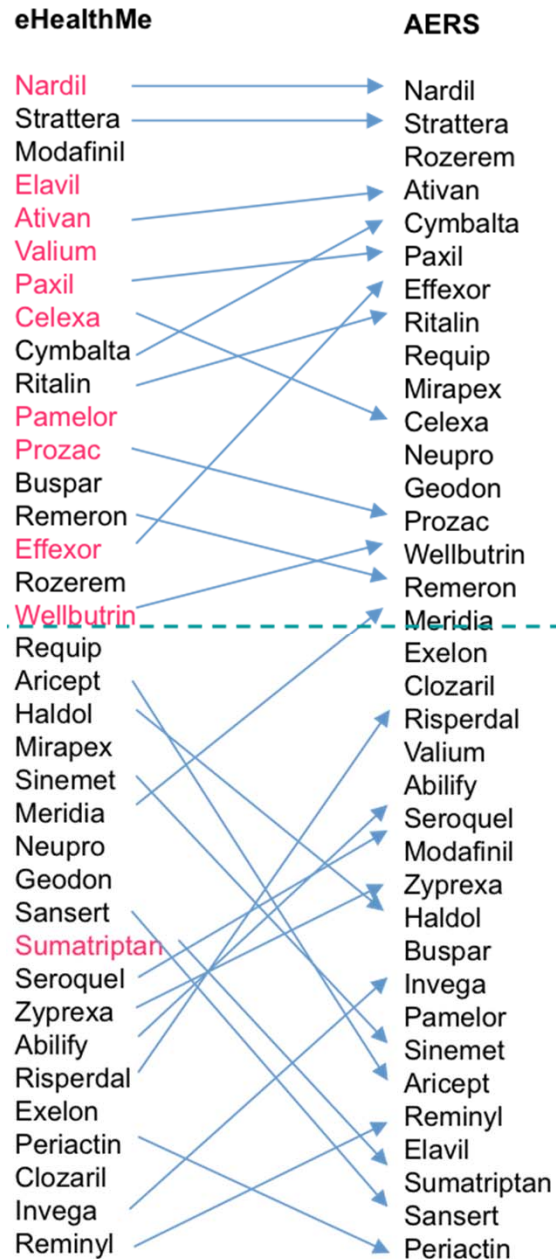 eHealthMe
Nardil
Strattera
Modafinil
Elavil
Ativan
Valium
Paxil
Celexa
Cymbalta
Ritalin
Pamelor
Prozac
Buspar
Remeron
Effexor
Rozerem
Wellbutrin
Requip
Aricept
Haldol
Mirapex
Sinemet
Meridia
Neupro
Geodon
Sansert
Sumatriptan
Seroquel
Zyprexa
Abilify
Risperdal
Exelon
Periactin
Clozaril
Invega
Reminyl
AERS
Nardil
Strattera
Rozerem
Ativan
Cymbalta
Paxil
Effexor
Ritalin
Requip
Mirapex
Celexa
Neupro
Geodon
Prozac
Wellbutrin
Remeron
Meridia
Exelon
Clozaril
Risperdal
Valium
Abilify
Seroquel
Modafinil
Zyprexa
Haldol
Buspar
Invega
Pamelor
Sinemet
Aricept
Reminyl
Elavil
Sumatriptan
Sansert
Periactin